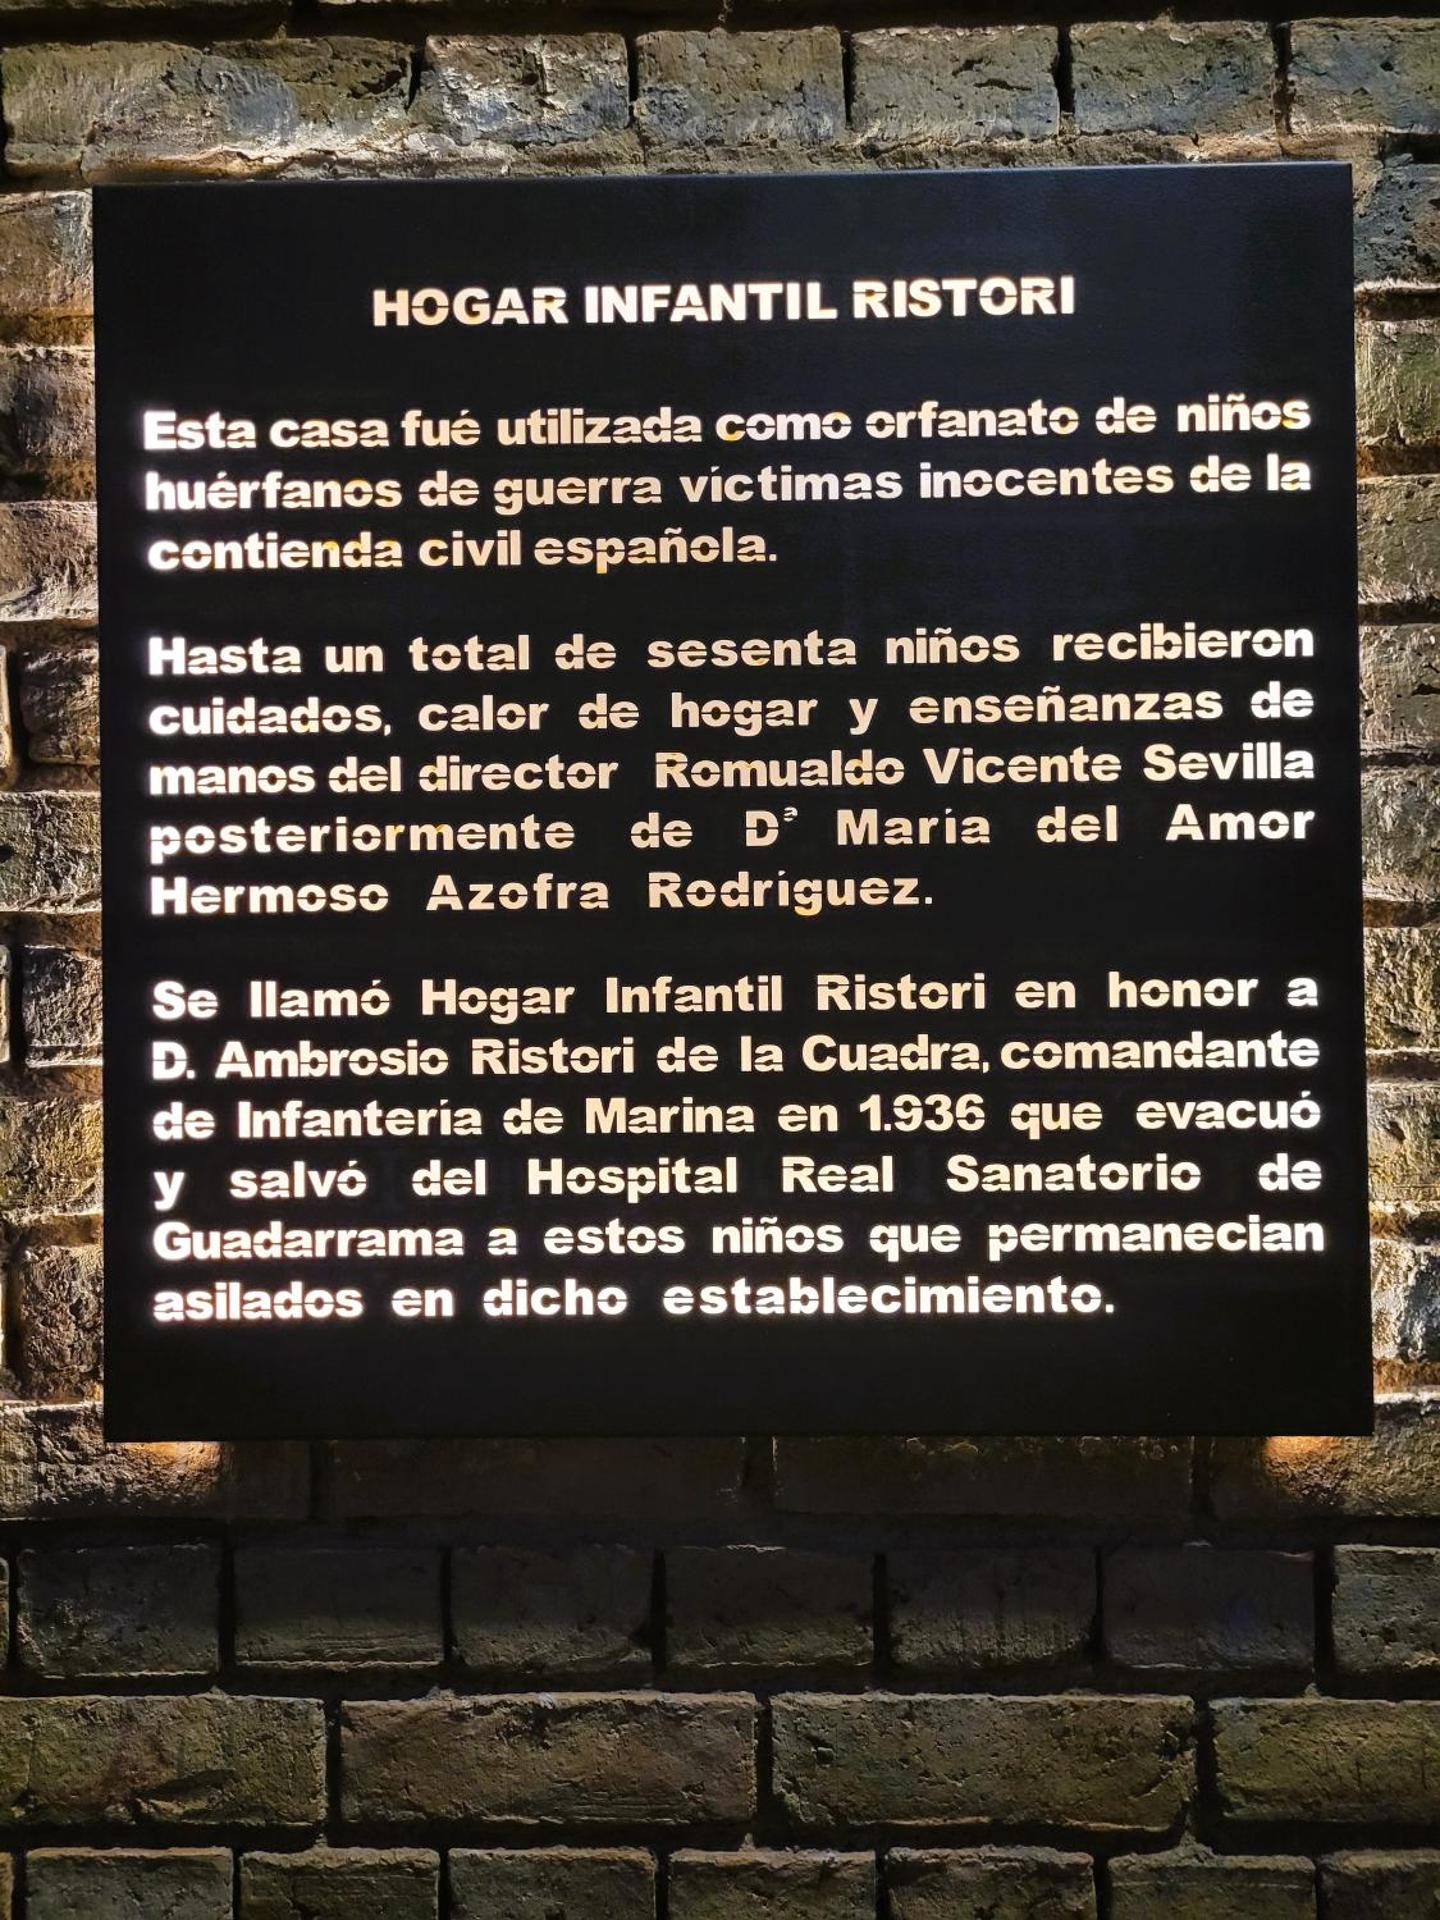 HOGAR INFANTIL RISTORI
Esta casa fué utilizada como orfanato de niños
huérfanos de guerra víctimas inocentes de la
contienda civil española.
Hasta un total de sesenta niños recibieron
cuidados, calor de hogar y enseñanzas de
manos del director Romualdo Vicente Sevilla
posteriormente de Dª María del Amor
Hermoso Azofra Rodríguez.
Se llamó Hogar Infantil Ristori en honor a
D. Ambrosio Ristori de la Cuadra, comandante
de Infantería de Marina en 1.936 que evacuó
y salvó del Hospital Real Sanatorio de
Guadarrama a estos niños que permanecian
asilados en dicho establecimiento.